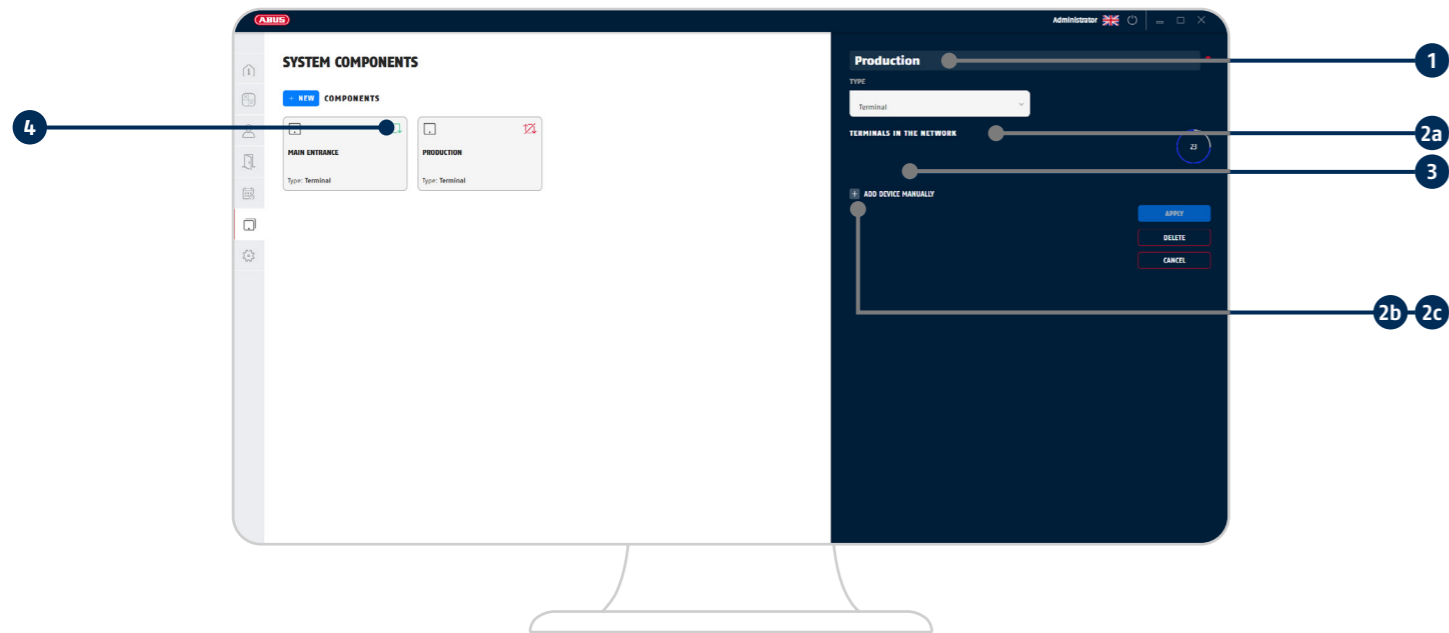 ABUS
Administrator
SYSTEM COMPONENTS
+ NEW COMPONENTS
MAIN ENTRANCE
Type: Terminal
PRODUCTION
Type: Terminal
Production
TYPE
Terminal
TERMINALS IN THE NETWORK
23
+ ADD DEVICE MANUALLY
APPLY
DELETE
CANCEL
1
2a
3
2b
2c
4